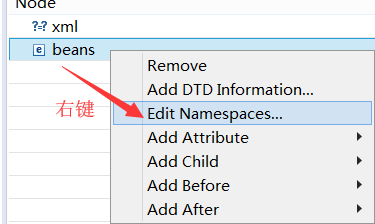 Node
?-? xml
e beans
Remove
Add DTD Information...
右键
Edit Namespaces...
Add Attribute
Add Child
Add Before
Add After